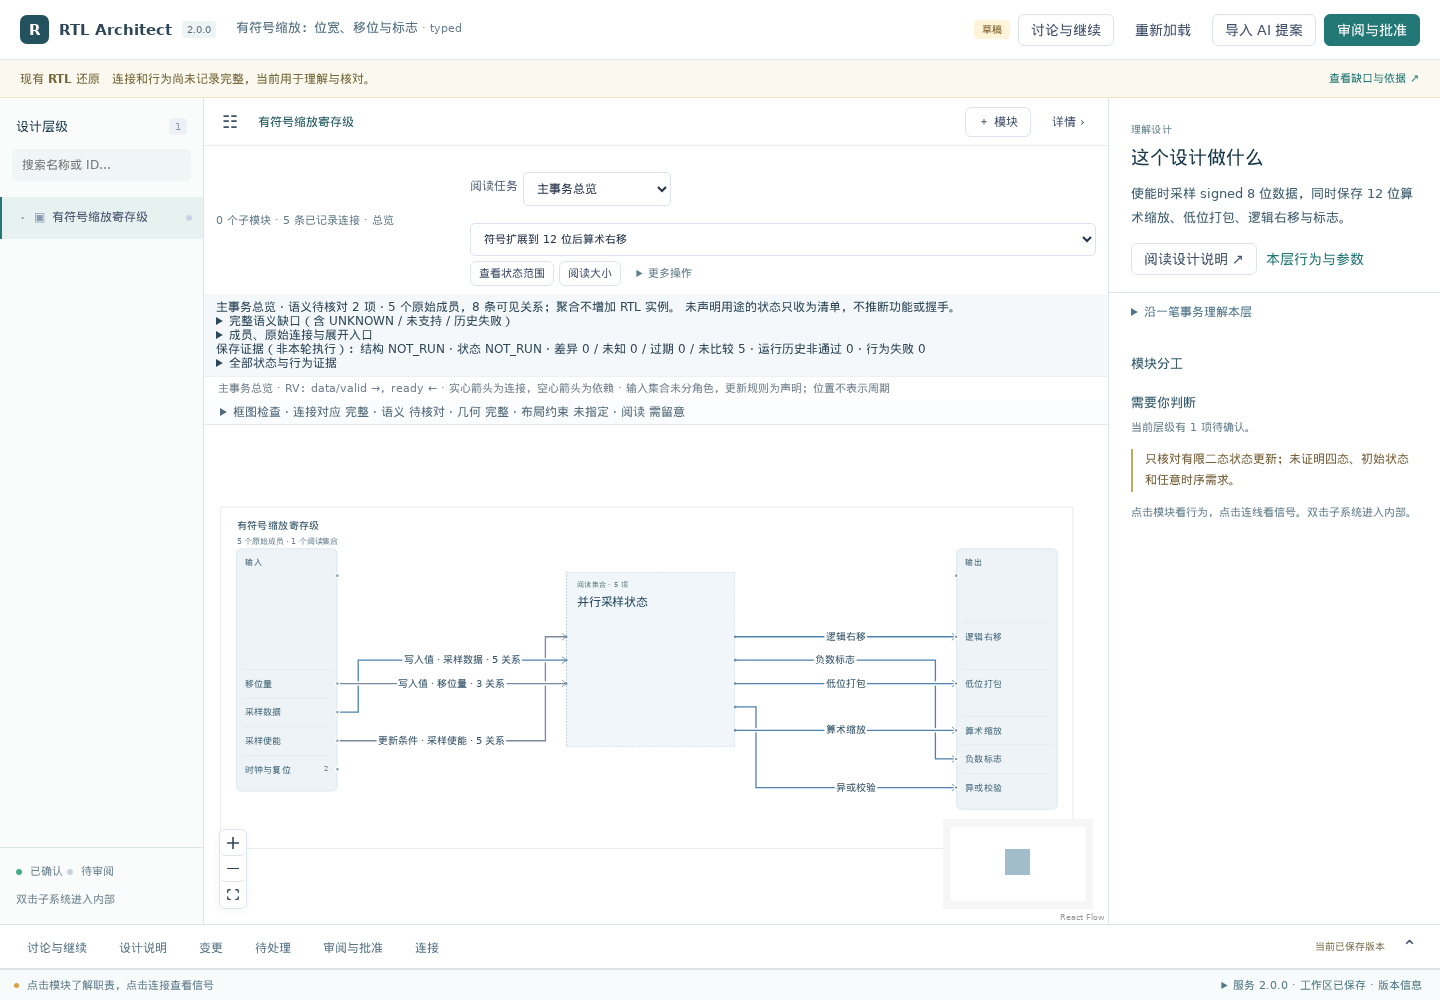 R RTL Architect 2.0.0 有符号缩放：位宽、移位与标志 · typed 草稿 讨论与继续 重新加载 导入 AI 提案 审阅与批准
现有 RTL 还原 连接和行为尚未记录完整，当前用于理解与核对。 查看缺口与依据 ↗
设计层级 1
搜索名称或 ID...
· ▣ 有符号缩放寄存级
已确认 待审阅
双击子系统进入内部
有符号缩放寄存级 + 模块 详情 ›
0 个子模块 · 5 条已记录连接 · 总览
阅读任务 主事务总览
符号扩展到 12 位后算术右移
查看状态范围 阅读大小 ▶ 更多操作
主事务总览 · 语义待核对 2 项 · 5 个原始成员，8 条可见关系；聚合不增加 RTL 实例。 未声明用途的状态只收为清单，不推断功能或握手。
▶ 完整语义缺口（含 UNKNOWN / 未支持 / 历史失败）
▶ 成员、原始连接与展开入口
保存证据（非本轮执行）：结构 NOT_RUN · 状态 NOT_RUN · 差异 0 / 未知 0 / 过期 0 / 未比较 5 · 运行历史非通过 0 · 行为失败 0
▶ 全部状态与行为证据
主事务总览 · RV: data/valid →, ready ← · 实心箭头为连接，空心箭头为依赖 · 输入集合未分角色，更新规则为声明；位置不表示周期
▶ 框图检查 · 连接对应 完整 · 语义 待核对 · 几何 完整 · 布局约束 未指定 · 阅读 需留意
有符号缩放寄存级
5 个原始成员 · 1 个阅读集合
输入
移位量
采样数据
采样使能
时钟与复位 2
写入值 · 采样数据 · 5 关系
写入值 · 移位量 · 3 关系
更新条件 · 采样使能 · 5 关系
阅读集合 · 5 项
并行采样状态
逻辑右移
负数标志
低位打包
算术缩放
异或校验
输出
逻辑右移
低位打包
算术缩放
负数标志
异或校验
React Flow
理解设计
这个设计做什么
使能时采样 signed 8 位数据，同时保存 12 位算
术缩放、低位打包、逻辑右移与标志。
阅读设计说明 ↗ 本层行为与参数
▶ 沿一笔事务理解本层
模块分工
需要你判断
当前层级有 1 项待确认。
只核对有限二态状态更新；未证明四态、初始状态
和任意时序需求。
点击模块看行为，点击连线看信号。双击子系统进入内部。
讨论与继续 设计说明 变更 待处理 审阅与批准 连接 当前已保存版本
点击模块了解职责，点击连接查看信号 ▶ 服务 2.0.0 · 工作区已保存 · 版本信息